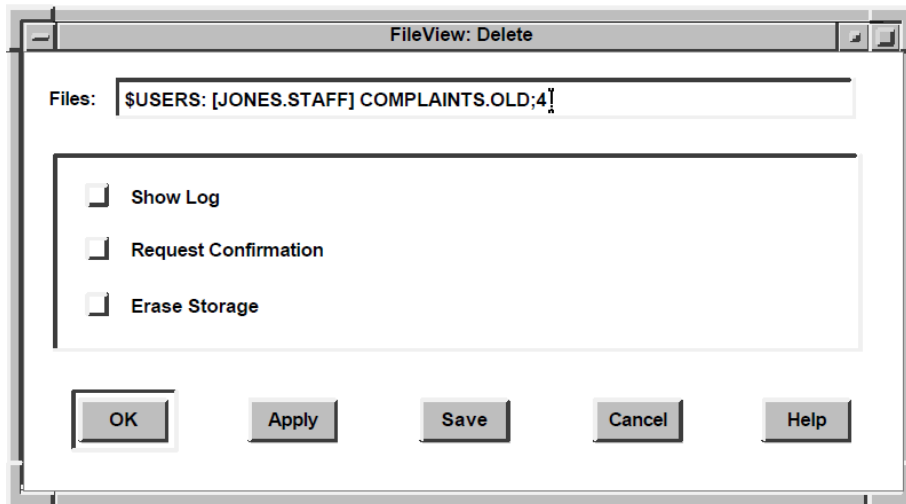 FileView: Delete
Files: $USERS: [JONES.STAFF] COMPLAINTS.OLD;4
Show Log
Request Confirmation
Erase Storage
OK Apply Save Cancel Help